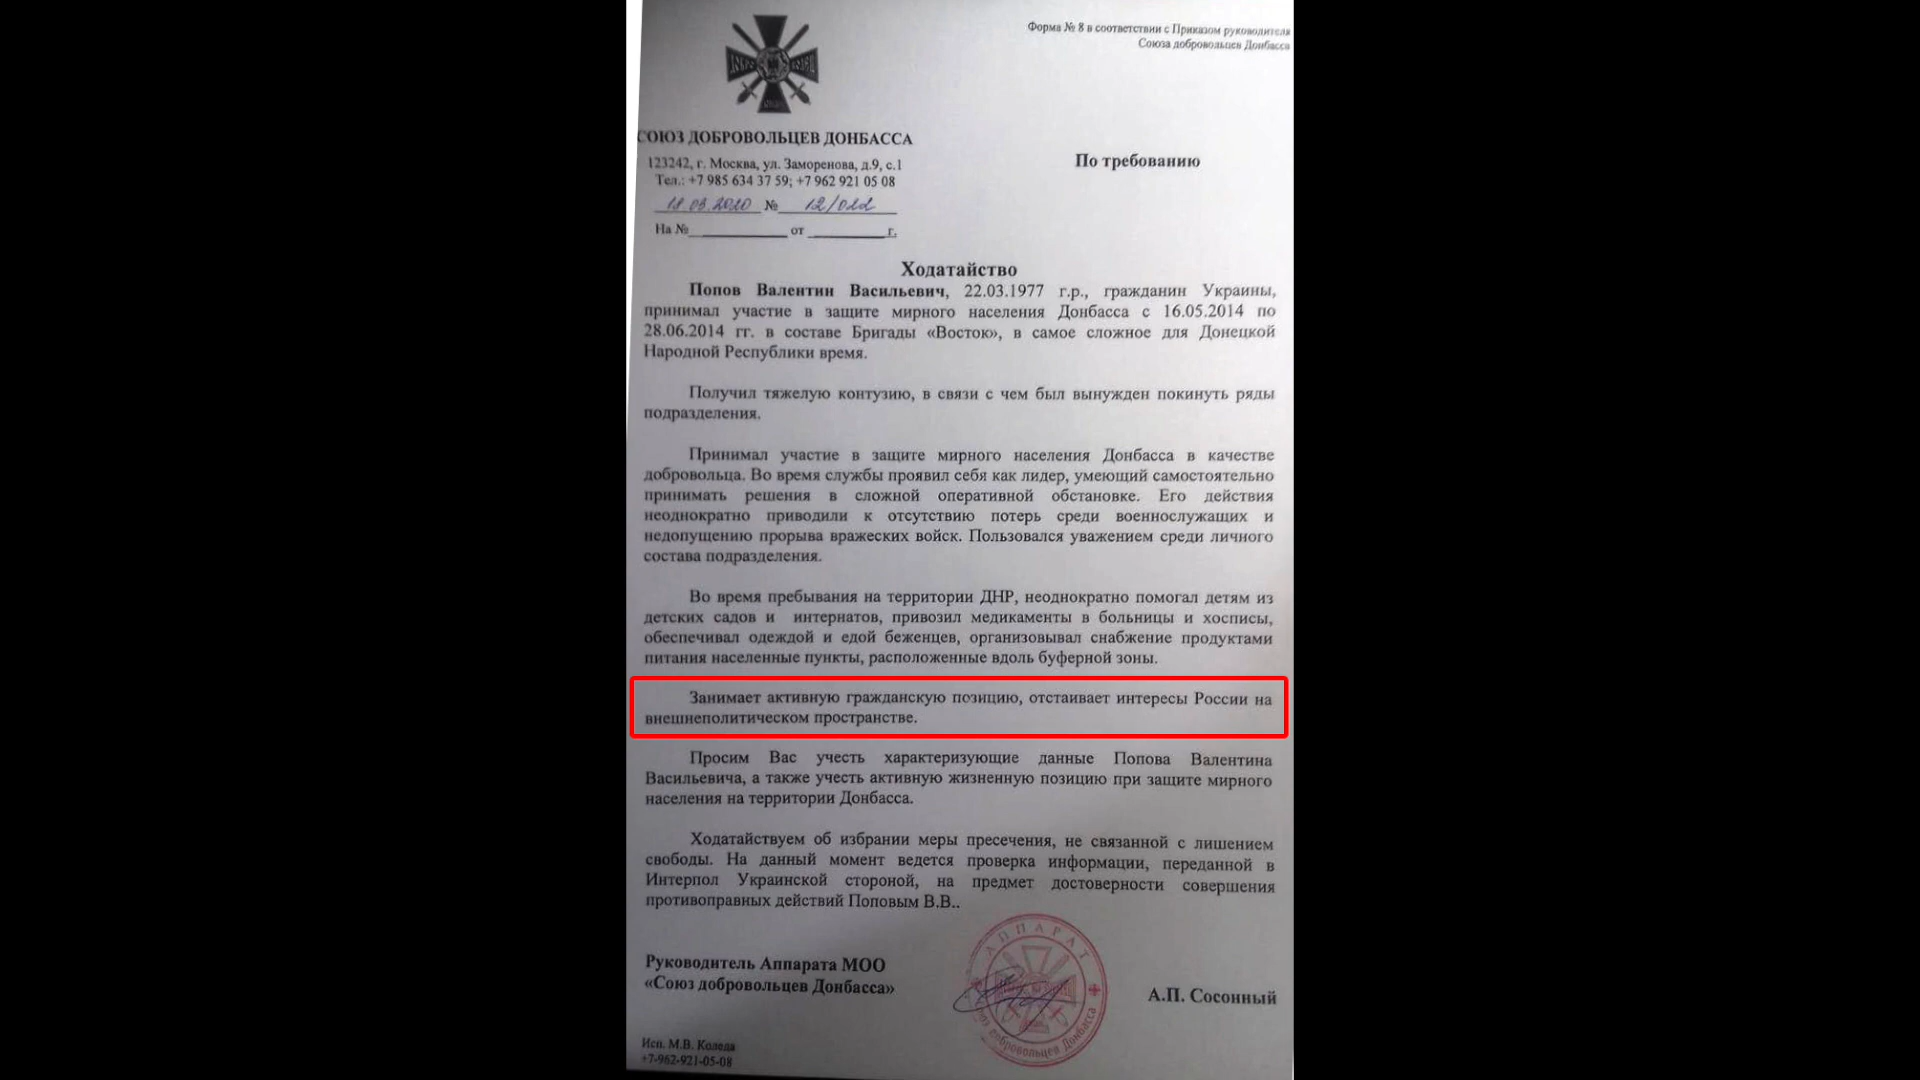 Форма № 8 в соответствии с Приказом руководителя
Союза добровольцев Донбасса
СОЮЗ ДОБРОВОЛЬЦЕВ ДОНБАССА
123242, г. Москва, ул. Заморенова, д.9, с.1
Тел.: +7 985 634 37 59; +7 962 921 05 08
По требованию
18.03.2020 № 12/022
На № от г.
Ходатайство
Попов Валентин Васильевич, 22.03.1977 г.р., гражданин Украины,
принимал участие в защите мирного населения Донбасса с 16.05.2014 по
28.06.2014 гг. в составе Бригады «Восток», в самое сложное для Донецкой
Народной Республики время.
Получил тяжелую контузию, в связи с чем был вынужден покинуть ряды
подразделения.
Принимал участие в защите мирного населения Донбасса в качестве
добровольца. Во время службы проявил себя как лидер, умеющий самостоятельно
принимать решения в сложной оперативной обстановке. Его действия
неоднократно приводили к отсутствию потерь среди военнослужащих и
недопущению прорыва вражеских войск. Пользовался уважением среди личного
состава подразделения.
Во время пребывания на территории ДНР, неоднократно помогал детям из
детских садов и интернатов, привозил медикаменты в больницы и хосписы,
обеспечивал одеждой и едой беженцев, организовывал снабжение продуктами
питания населенные пункты, расположенные вдоль буферной зоны.
Занимает активную гражданскую позицию, отстаивает интересы России на
внешнеполитическом пространстве.
Просим Вас учесть характеризующие данные Попова Валентина
Васильевича, а также учесть активную жизненную позицию при защите мирного
населения на территории Донбасса.
Ходатайствуем об избрании меры пресечения, не связанной с лишением
свободы. На данный момент ведется проверка информации, переданной в
Интерпол Украинской стороной, на предмет достоверности совершения
противоправных действий Поповым В.В..
Руководитель Аппарата МОО
«Союз добровольцев Донбасса»
А.П. Сосонный
АППАРАТ
Союз добровольцев Донбасса
Исп. М.В. Коледа
+7-962-921-05-08